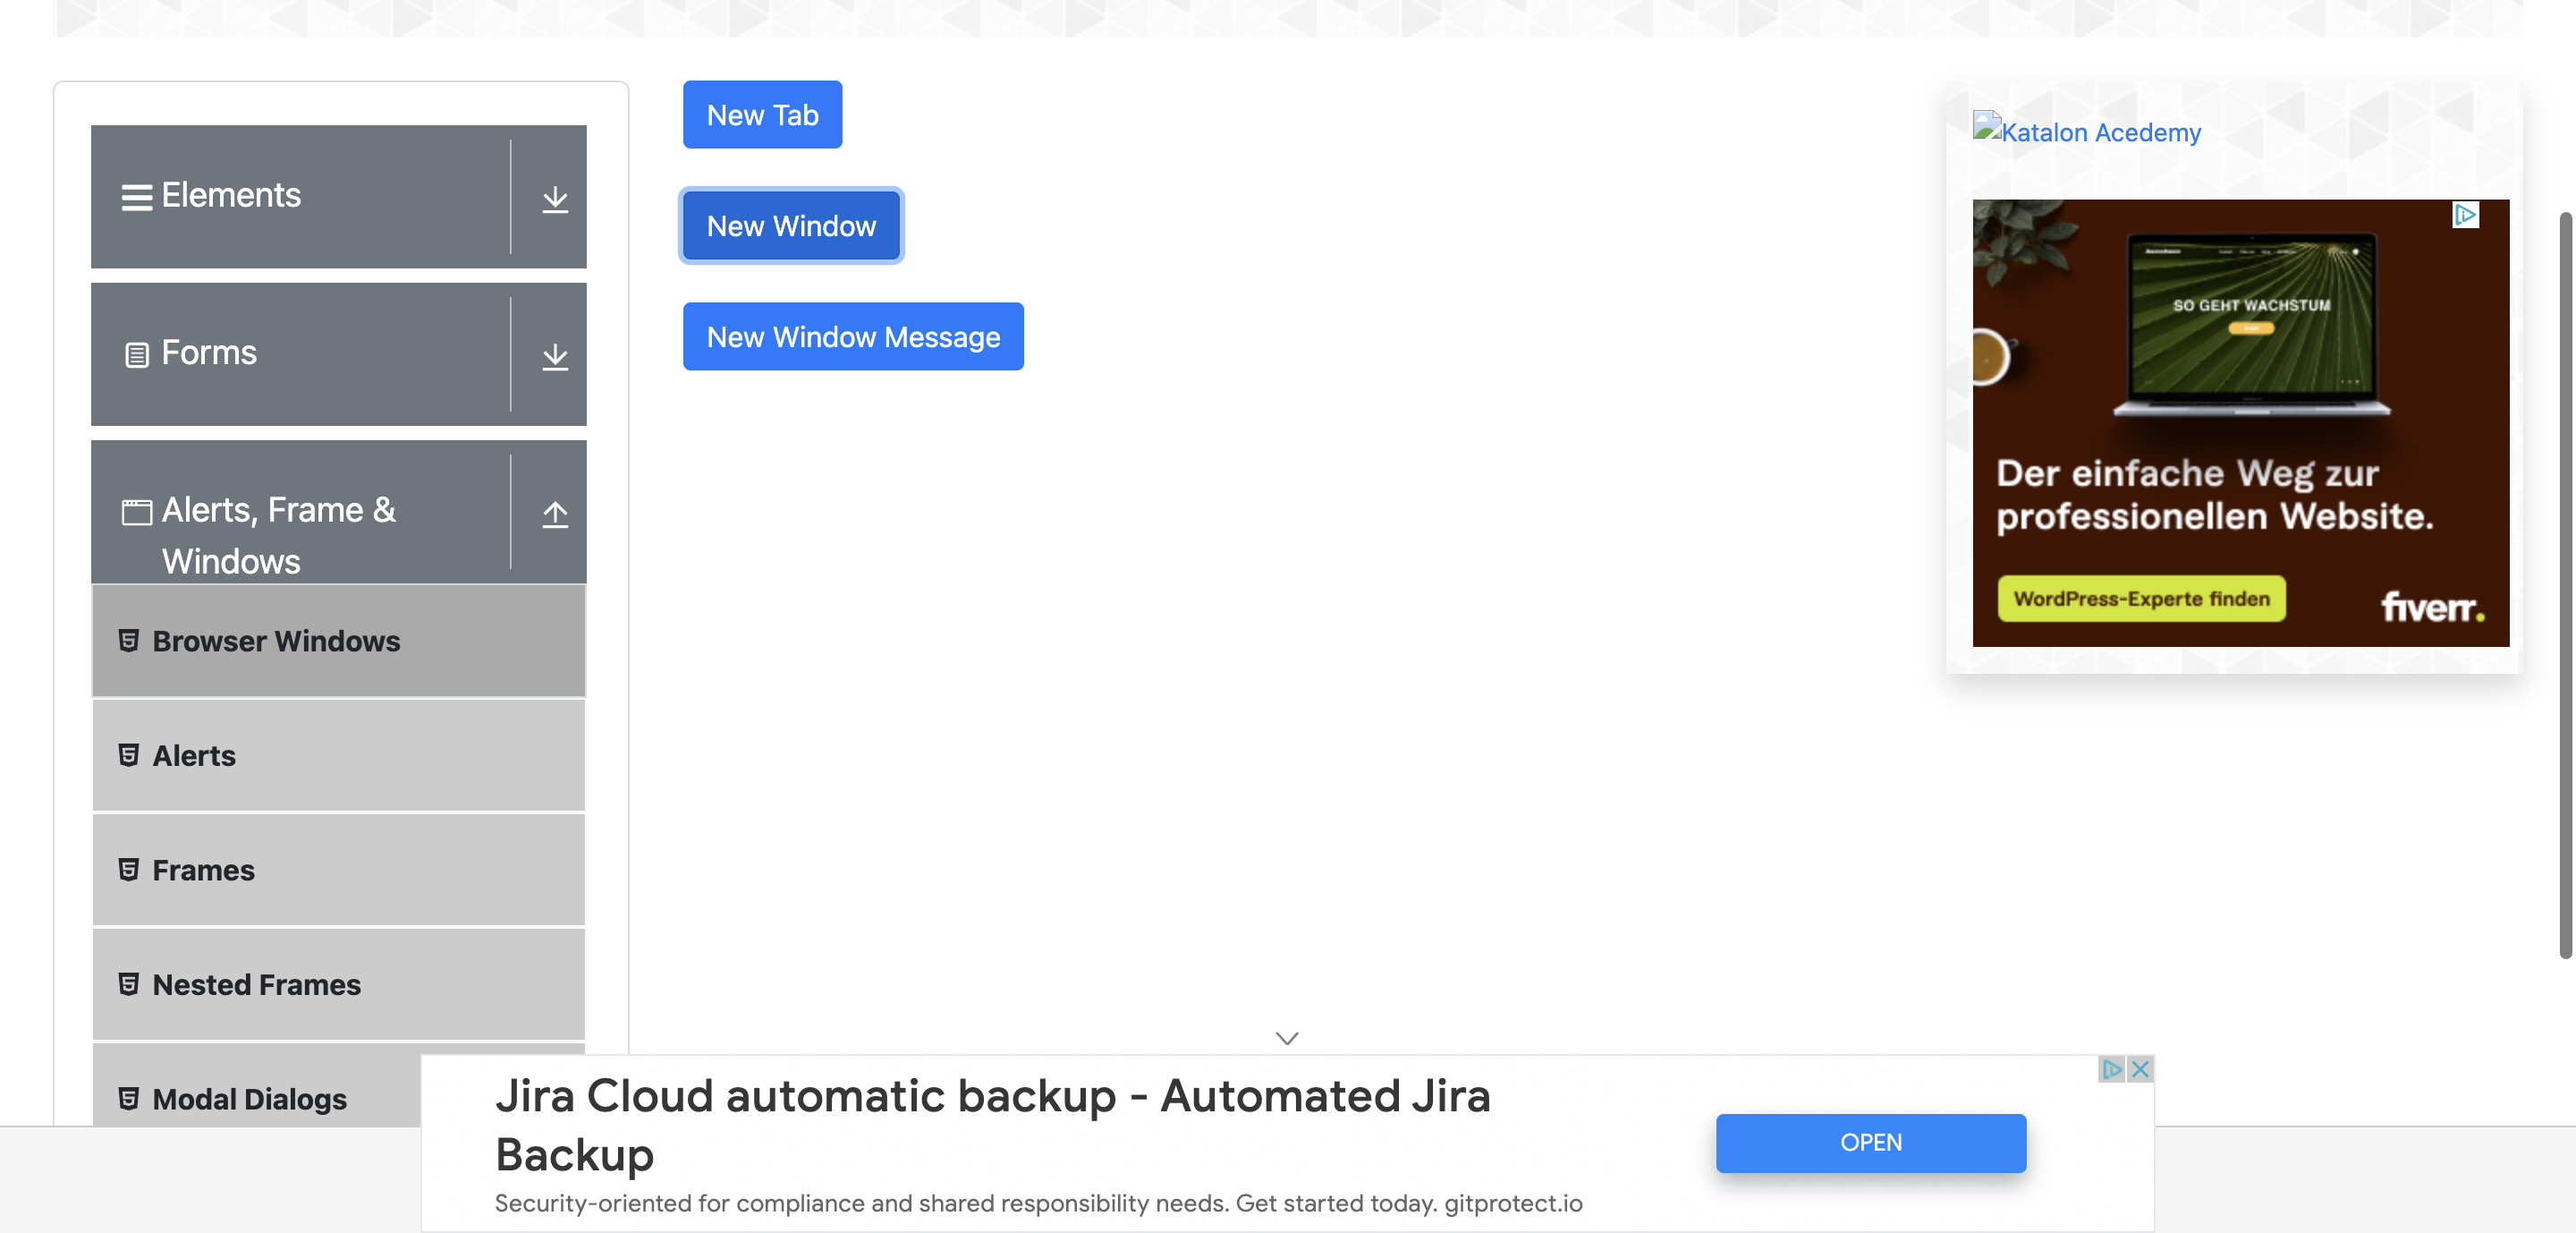 Elements
Forms
Alerts, Frame &
Windows
Browser Windows
Alerts
Frames
Nested Frames
Modal Dialogs
New Tab
New Window
New Window Message
Katalon Acedemy
SO GEHT WACHSTUM
Der einfache Weg zur
professionellen Website.
WordPress-Experte finden
fiverr.
Jira Cloud automatic backup - Automated Jira
Backup
Security-oriented for compliance and shared responsibility needs. Get started today. gitprotect.io
OPEN